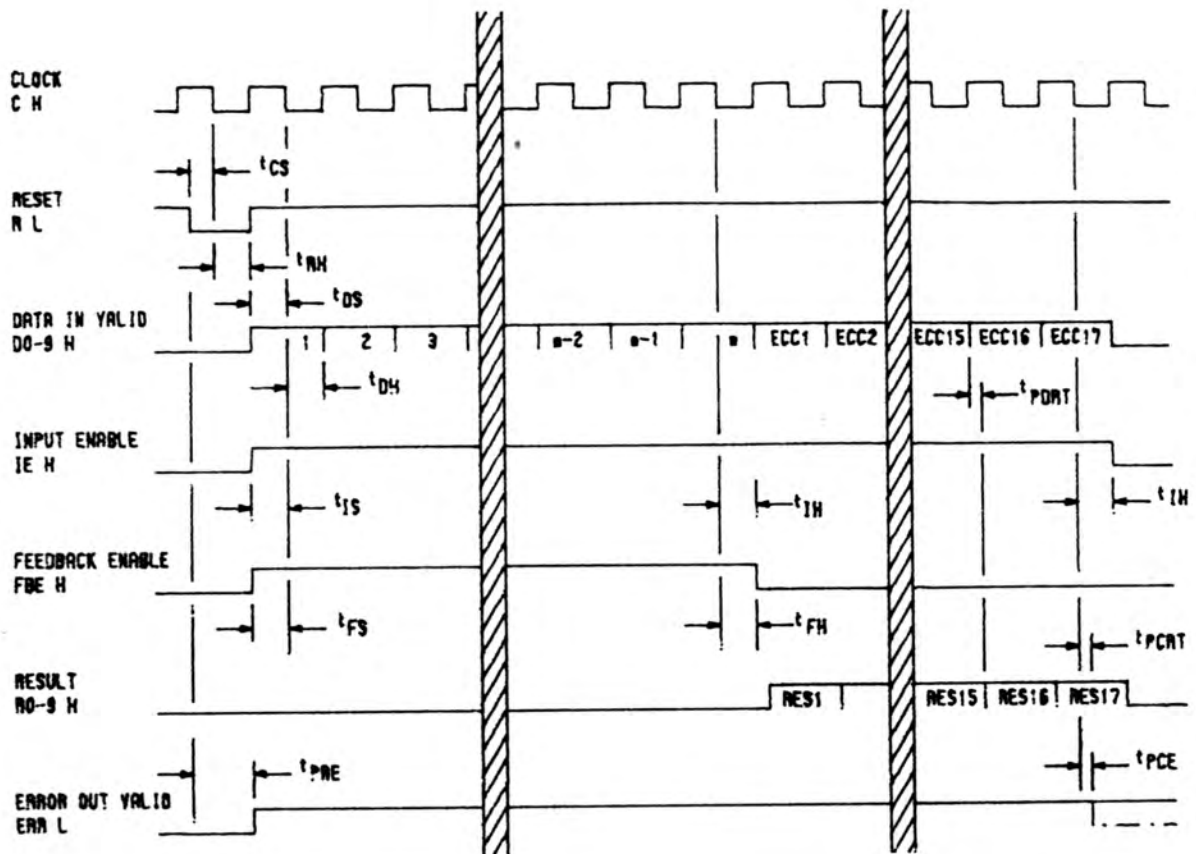 CLOCK
C H
tCS
RESET
R L
tRH
tDS
DATA IN VALID
D0-9 H
1 2 3 m-2 m-1 m ECC1 ECC2 ECC15 ECC16 ECC17
tDH
tPDRT
INPUT ENABLE
IE H
tIS
tIH
tIH
FEEDBACK ENABLE
FBE H
tFS
tFH
tPCRT
RESULT
R0-9 H
RES1 RES15 RES16 RES17
tPRE
tPCE
ERROR OUT VALID
ERR L